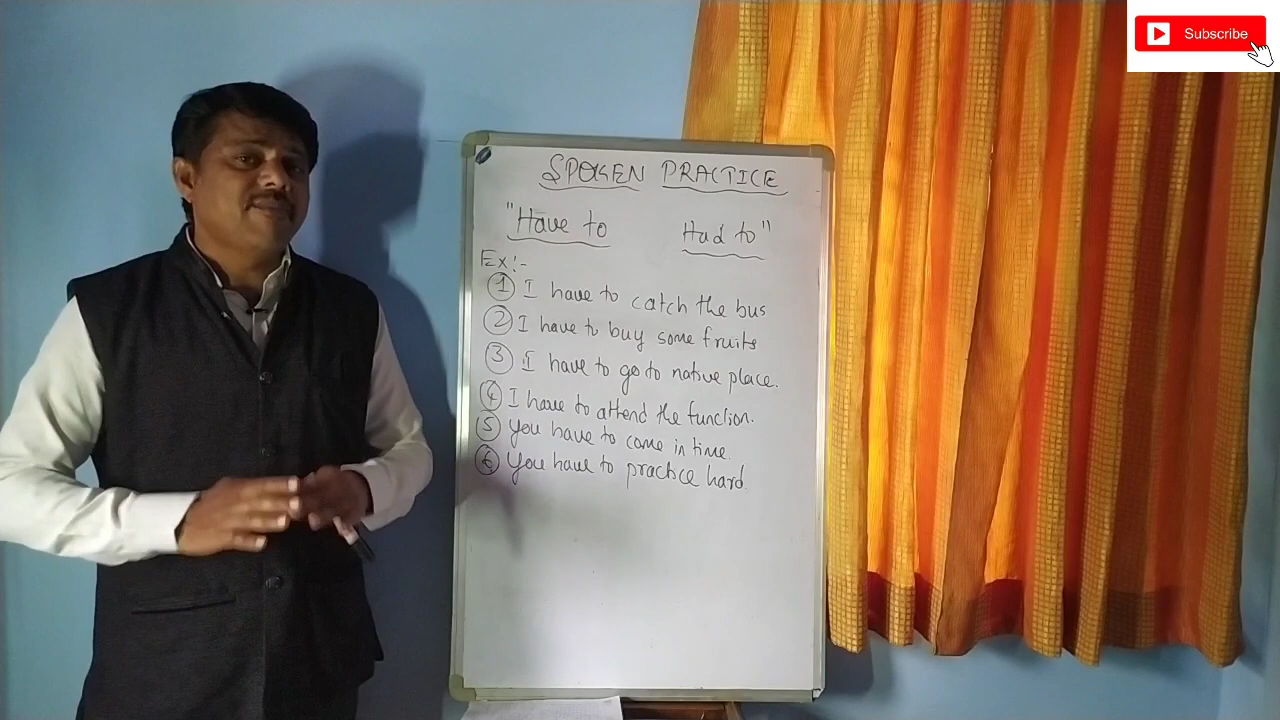 Subscribe
SPOKEN PRACTICE
"Have to Had to"
Ex:-
1 I have to catch the bus
2 I have to buy some fruits
3 I have to go to native place.
4 I have to attend the function.
5 you have to come in time.
6 you have to practice hard.